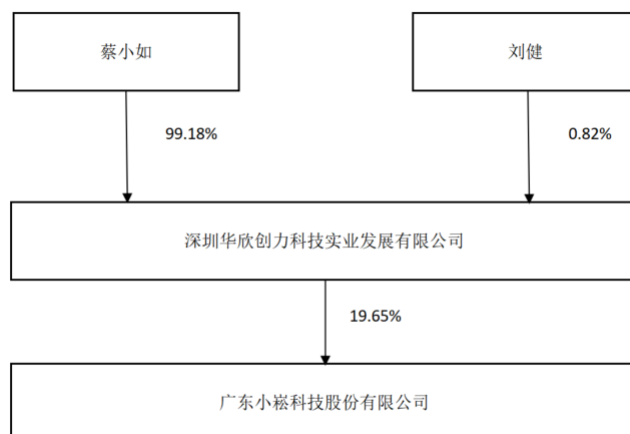 蔡小如
刘健
99.18%
0.82%
深圳华欣创力科技实业发展有限公司
19.65%
广东小崧科技股份有限公司